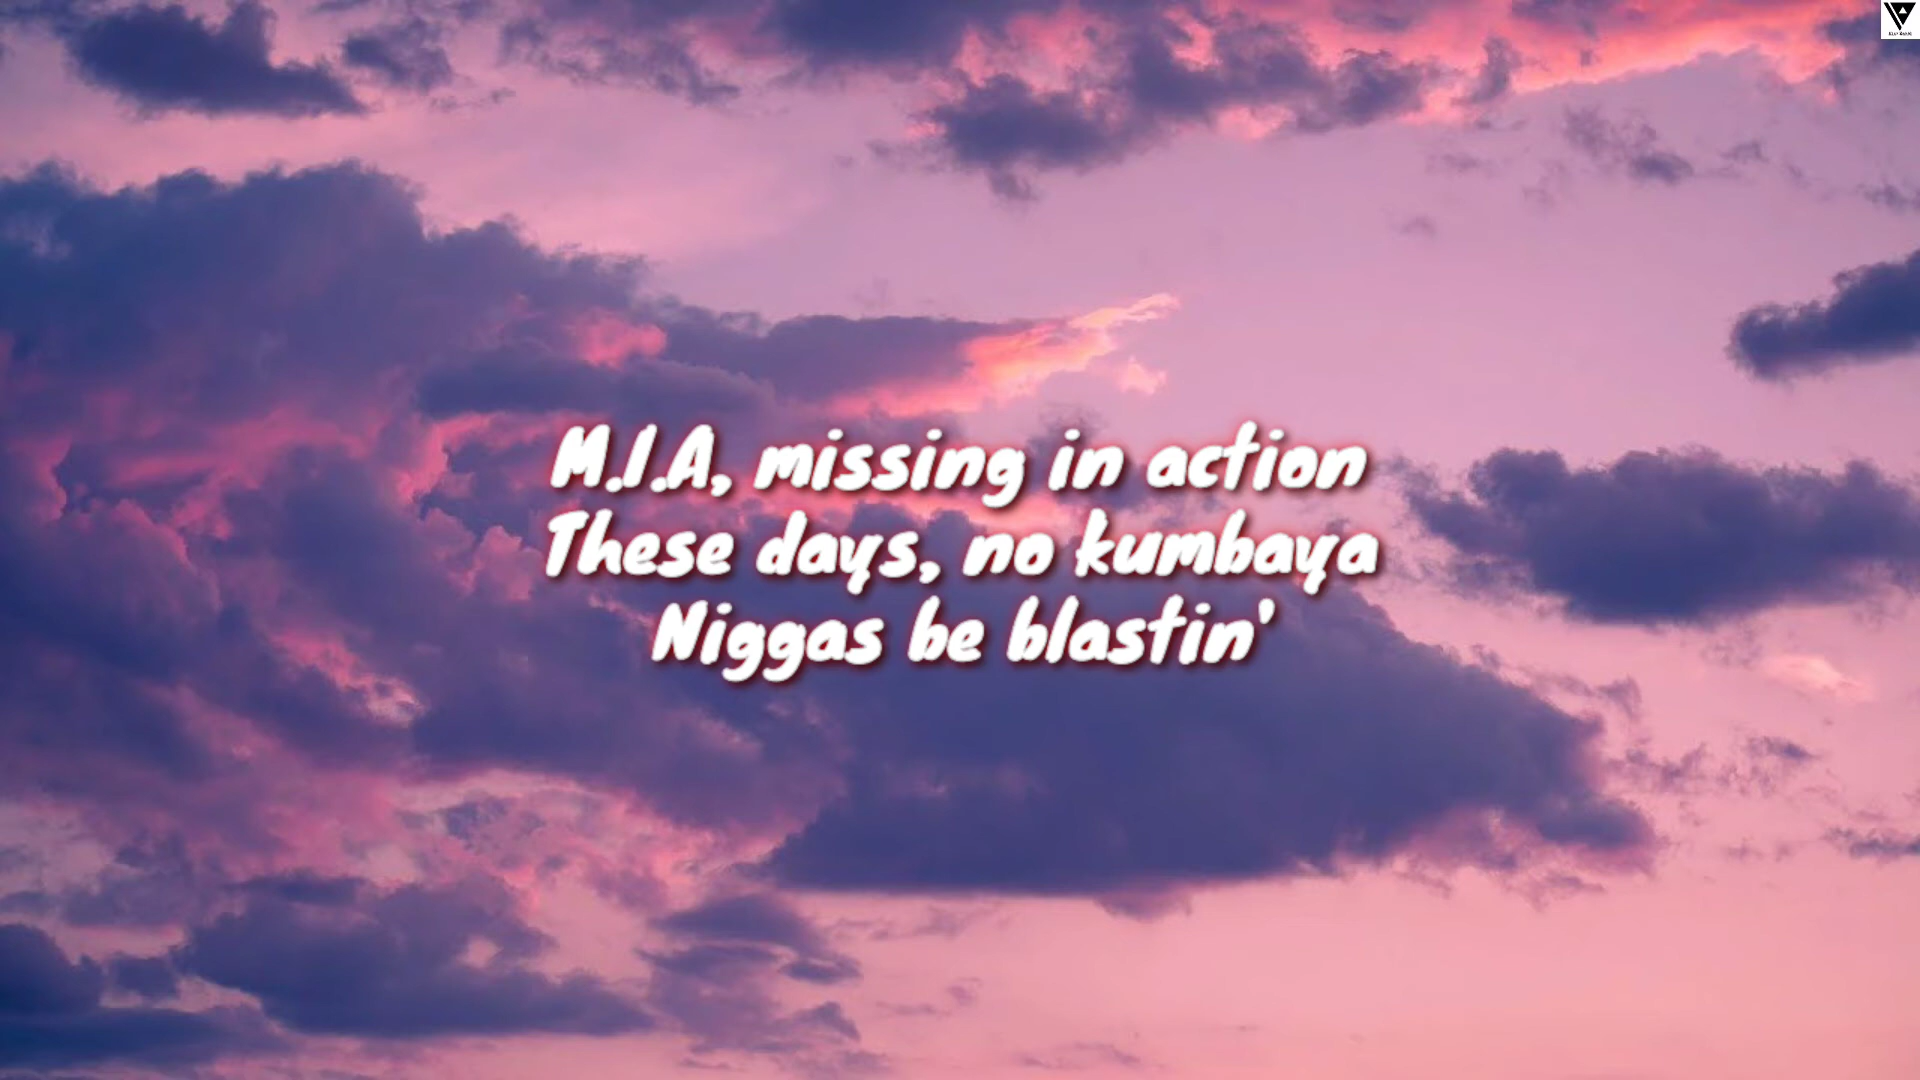 M.I.A, missing in action
These days, no kumbaya
Niggas be blastin'